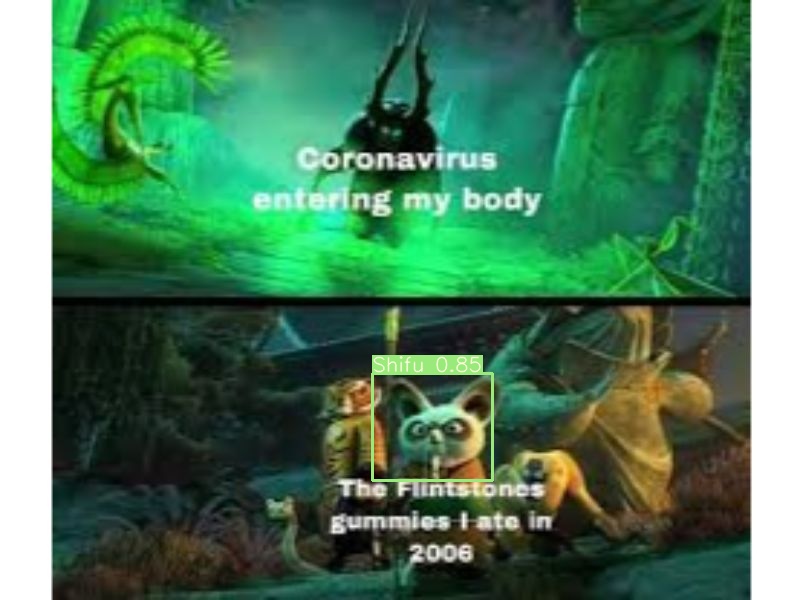 Coronavirus
entering my body
Shifu 0.85
The Flintstones
gummies I ate in
2006